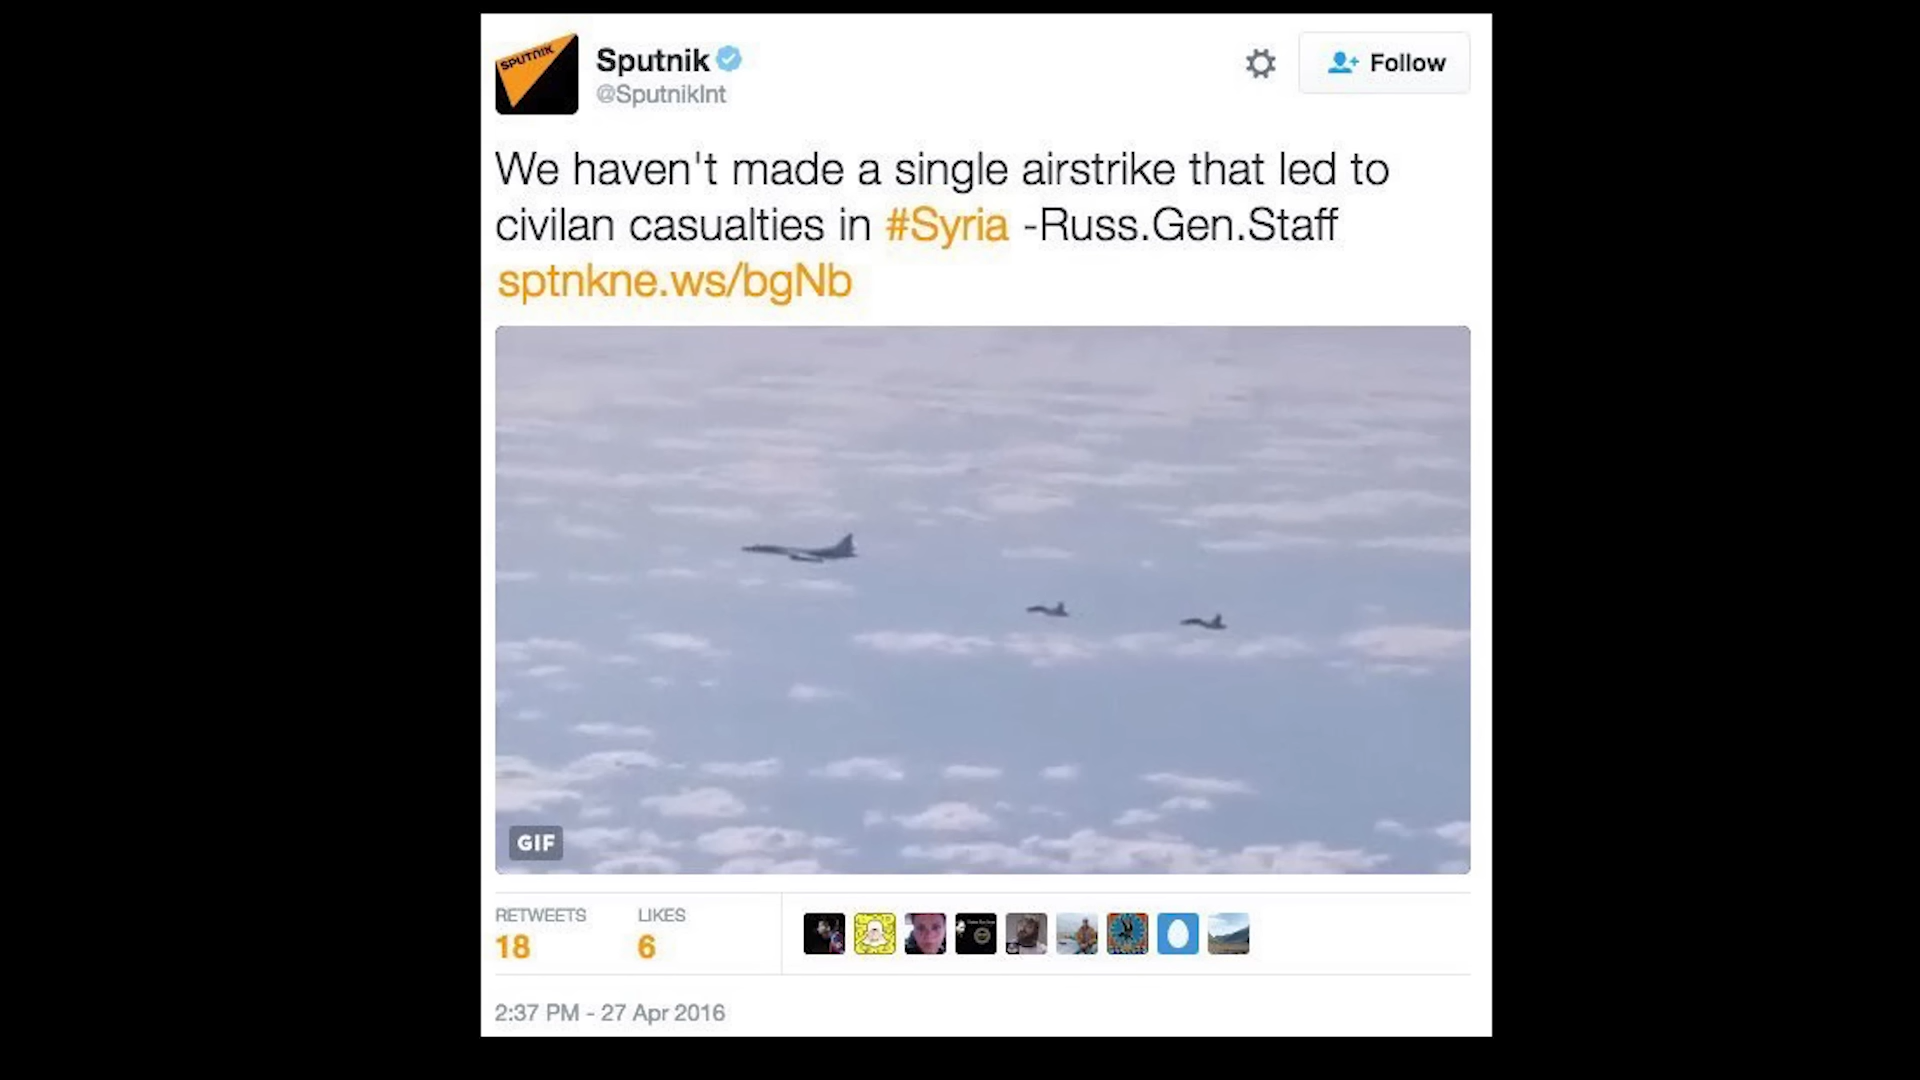 SPUTNIK
Sputnik
@SputnikInt
Follow
We haven't made a single airstrike that led to
civilan casualties in #Syria -Russ.Gen.Staff
sptnkne.ws/bgNb
GIF
RETWEETS LIKES
18 6
2:37 PM - 27 Apr 2016